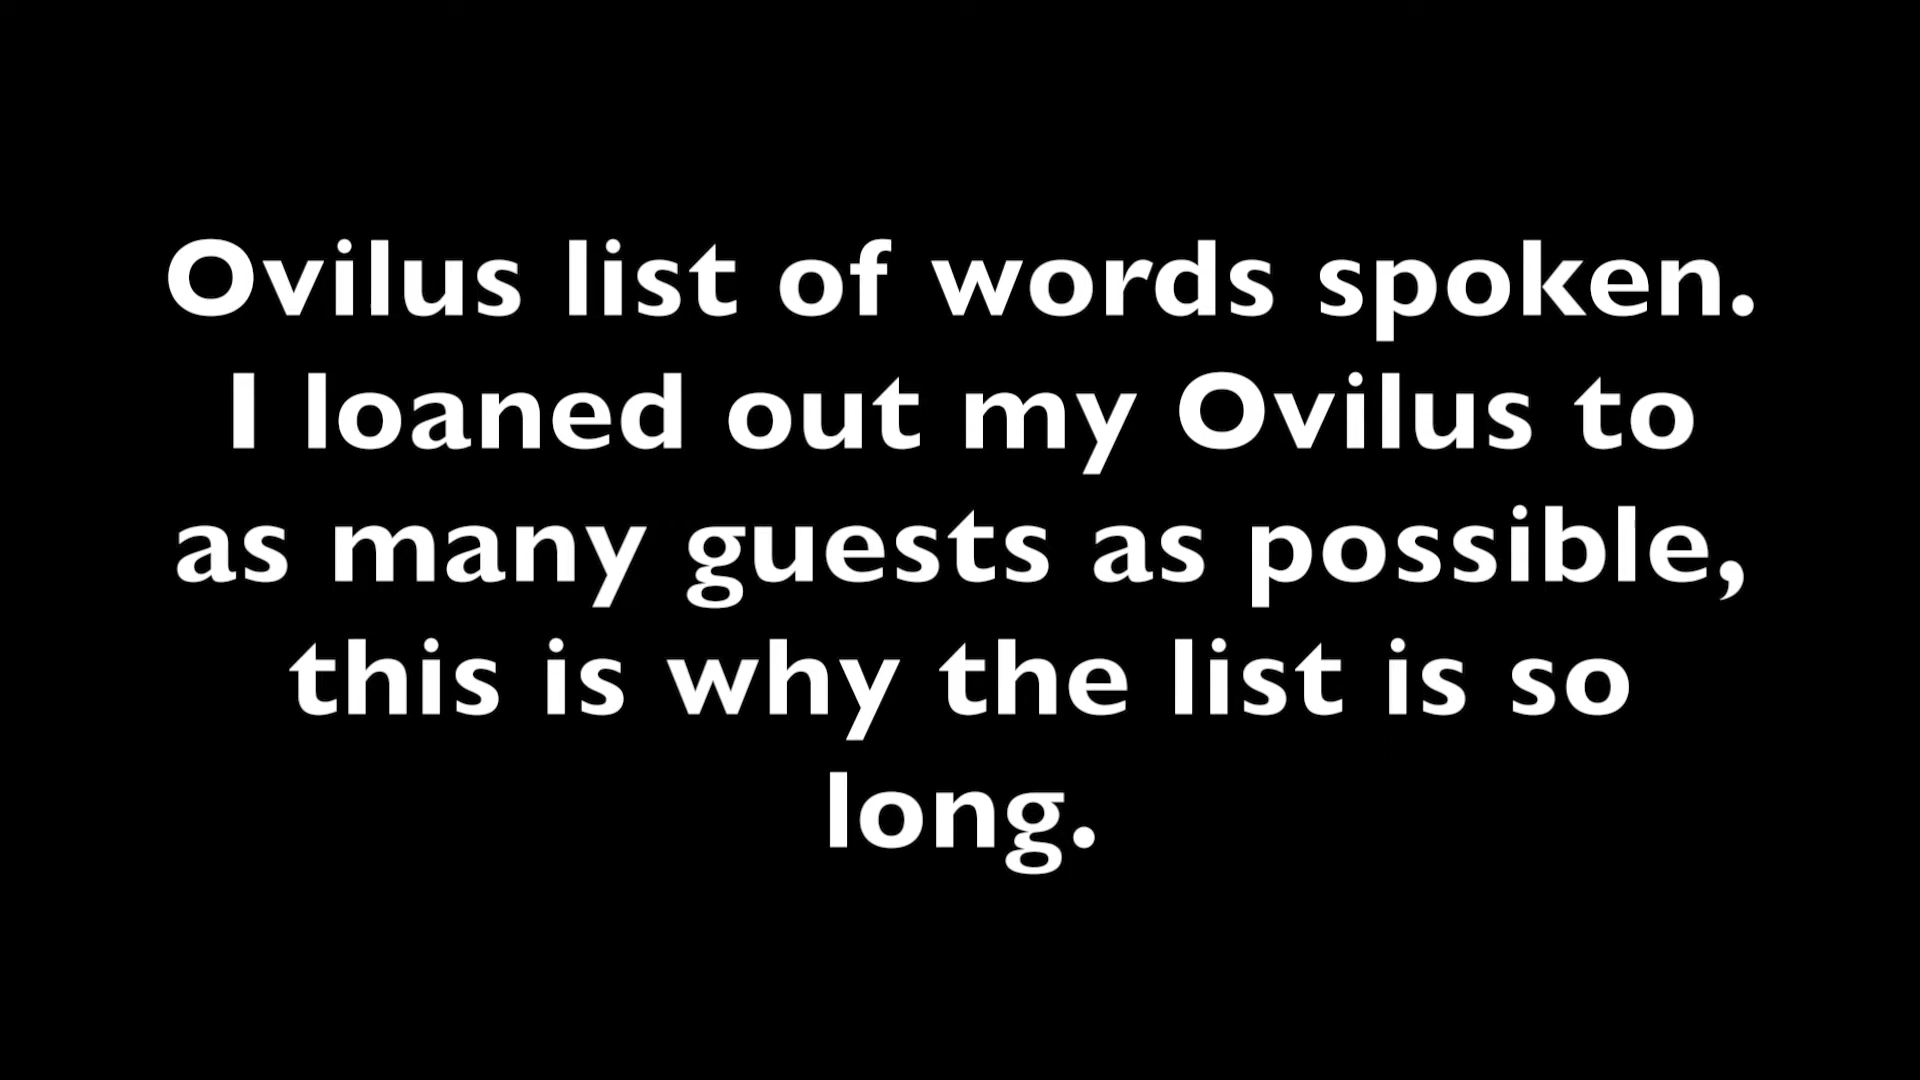 Ovilus list of words spoken.
I loaned out my Ovilus to
as many guests as possible,
this is why the list is so
long.